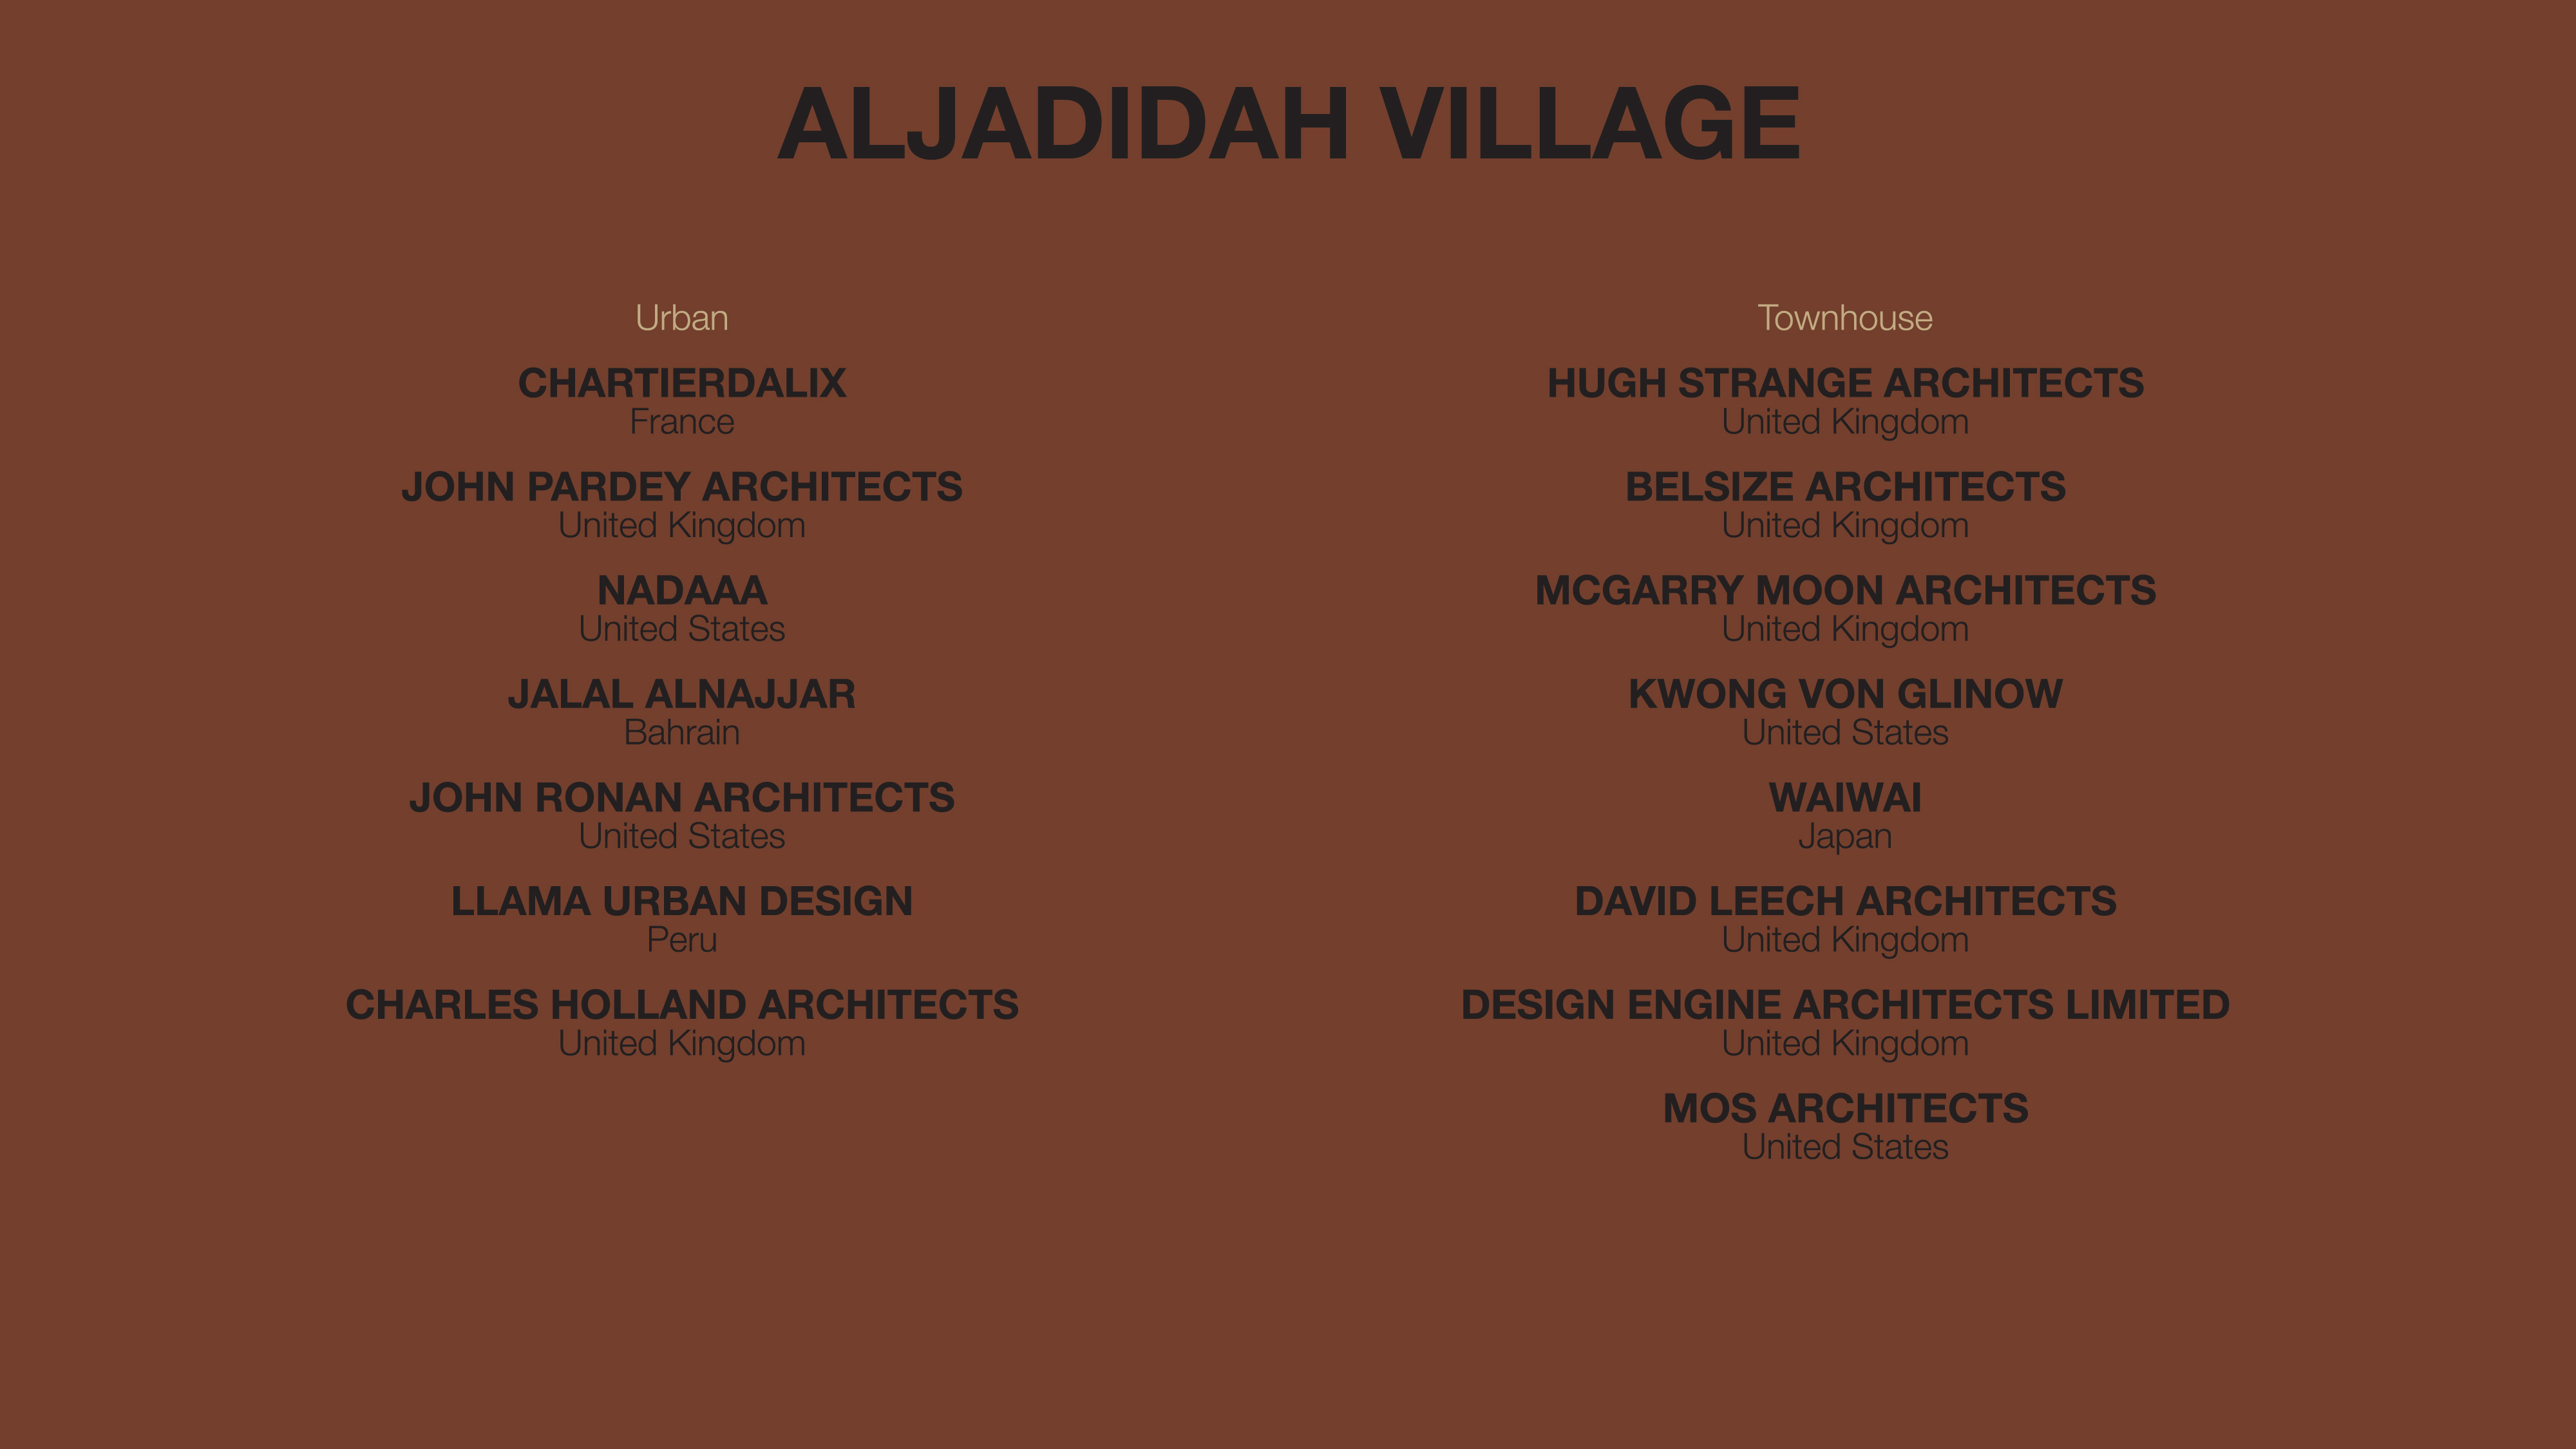 ALJADIDAH VILLAGE
Urban
CHARTIERDALIX
France
JOHN PARDEY ARCHITECTS
United Kingdom
NADAAA
United States
JALAL ALNAJJAR
Bahrain
JOHN RONAN ARCHITECTS
United States
LLAMA URBAN DESIGN
Peru
CHARLES HOLLAND ARCHITECTS
United Kingdom
Townhouse
HUGH STRANGE ARCHITECTS
United Kingdom
BELSIZE ARCHITECTS
United Kingdom
MCGARRY MOON ARCHITECTS
United Kingdom
KWONG VON GLINOW
United States
WAIWAI
Japan
DAVID LEECH ARCHITECTS
United Kingdom
DESIGN ENGINE ARCHITECTS LIMITED
United Kingdom
MOS ARCHITECTS
United States